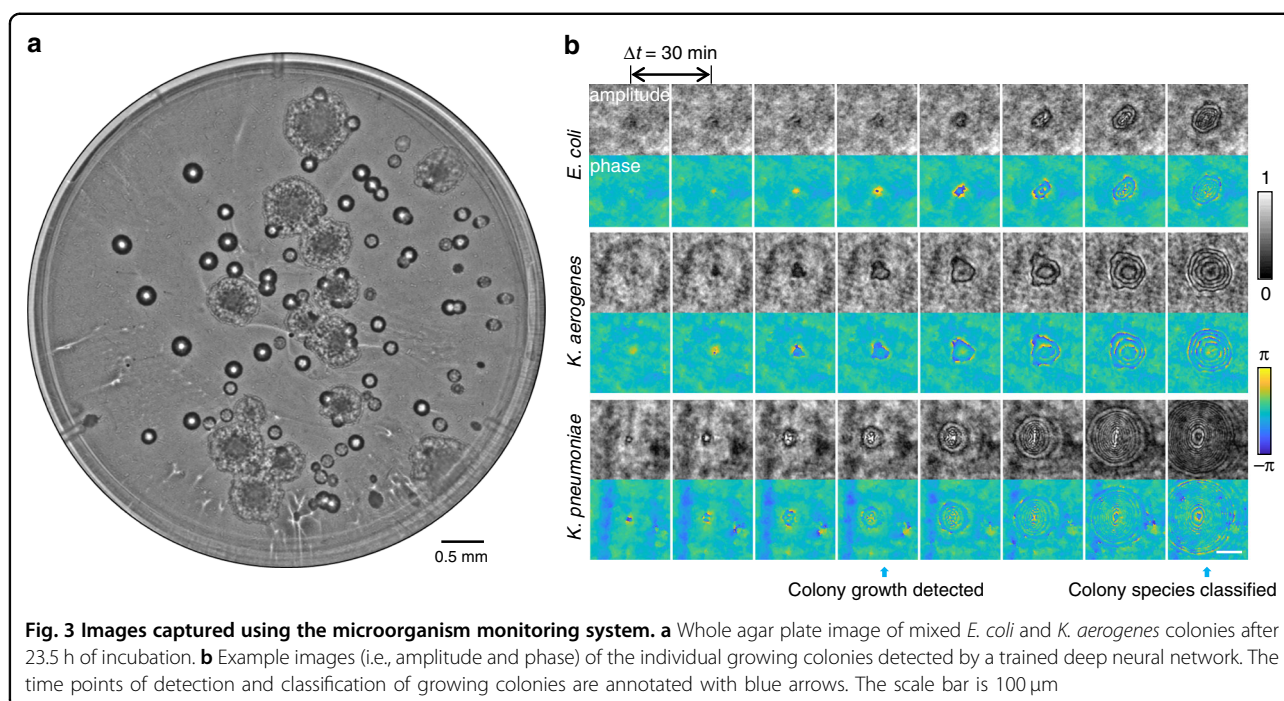 a
0.5 mm
b
Δt = 30 min
amplitude
phase
E. coli
K. aerogenes
K. pneumoniae
1
0
π
−π
Colony growth detected
Colony species classified
Fig. 3 Images captured using the microorganism monitoring system. a Whole agar plate image of mixed E. coli and K. aerogenes colonies after
23.5 h of incubation. b Example images (i.e., amplitude and phase) of the individual growing colonies detected by a trained deep neural network. The
time points of detection and classification of growing colonies are annotated with blue arrows. The scale bar is 100 μm